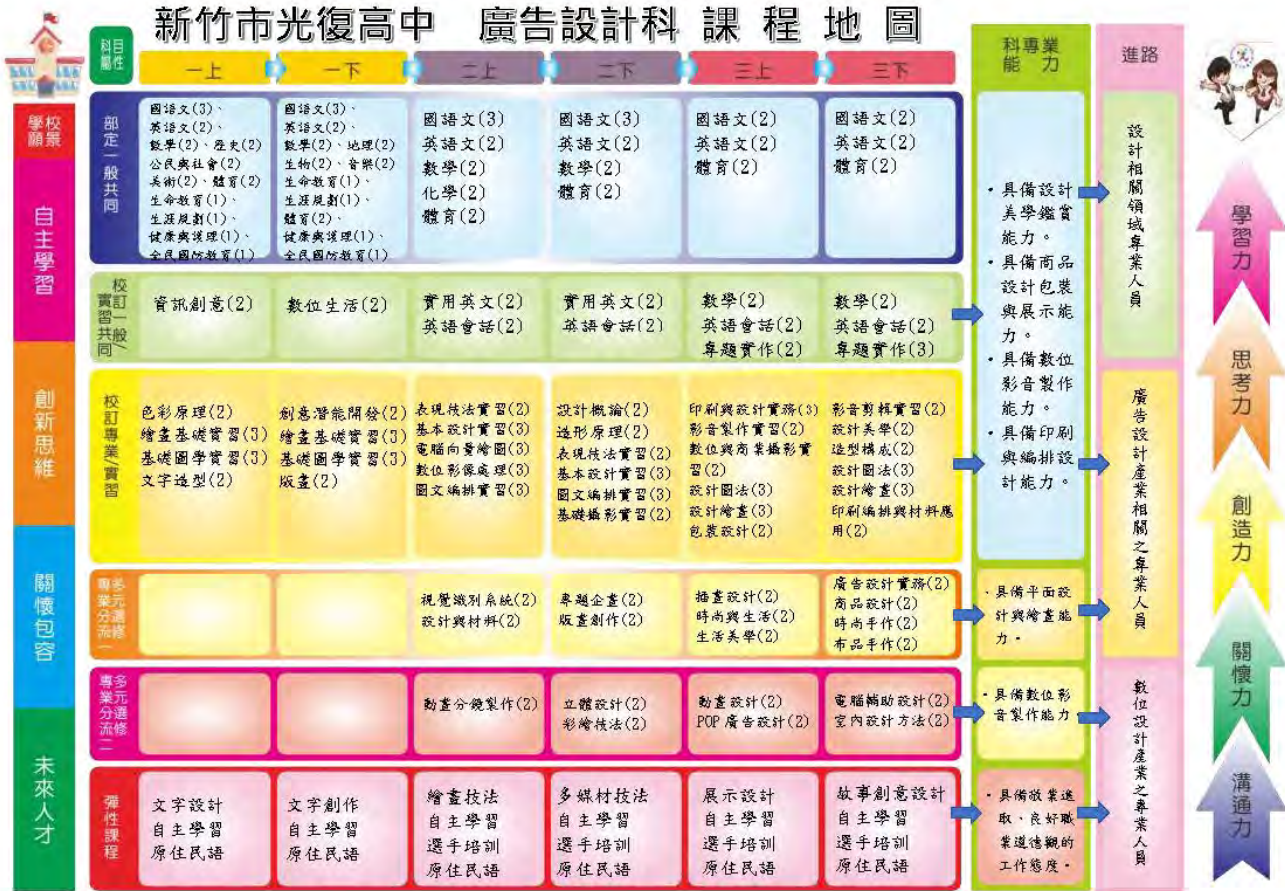 新竹市光復高中 廣告設計科 課程地圖
科目屬性
一上
一下
二上
二下
三上
三下
科專業能力
進路
學校願景
自主學習
創新思維
關懷包容
未來人才
部定一般共同
國語文(3)、
英語文(2)、
數學(2)、歷史(2)
公民與社會(2)
美術(2)、體育(2)
生命教育(1)、
生涯規劃(1)、
健康與護理(1)、
全民國防教育(1)
國語文(3)、
英語文(2)、
數學(2)、地理(2)
生物(2)、音樂(2)
生命教育(1)、
生涯規劃(1)、
體育(2)、
健康與護理(1)、
全民國防教育(1)
國語文(3)
英語文(2)
數學(2)
化學(2)
體育(2)
國語文(3)
英語文(2)
數學(2)
體育(2)
國語文(2)
英語文(2)
體育(2)
國語文(2)
英語文(2)
體育(2)
校訂一般/實習共同
資訊創意(2)
數位生活(2)
實用英文(2)
英語會話(2)
實用英文(2)
英語會話(2)
數學(2)
英語會話(2)
專題實作(2)
數學(2)
英語會話(2)
專題實作(3)
校訂專業/實習
色彩原理(2)
繪畫基礎實習(3)
基礎圖學實習(3)
文字造型(2)
創意潛能開發(2)
繪畫基礎實習(3)
基礎圖學實習(3)
版畫(2)
表現技法實習(2)
基本設計實習(3)
電腦向量繪圖(3)
數位影像處理(3)
圖文編排實習(3)
設計概論(2)
造形原理(2)
表現技法實習(2)
基本設計實習(3)
圖文編排實習(3)
基礎攝影實習(2)
印刷與設計實務(3)
影音製作實習(2)
數位與商業攝影實
習(2)
設計圖法(3)
設計繪畫(3)
包裝設計(2)
影音剪輯實習(2)
設計美學(2)
造型構成(2)
設計圖法(3)
設計繪畫(3)
印刷編排與材料應
用(2)
多元選修專業分流一
視覺識別系統(2)
設計與材料(2)
專題企畫(2)
版畫創作(2)
插畫設計(2)
時尚與生活(2)
生活美學(2)
廣告設計實務(2)
商品設計(2)
時尚手作(2)
布品手作(2)
多元選修專業分流二
動畫分鏡製作(2)
立體設計(2)
彩繪技法(2)
動畫設計(2)
POP 廣告設計(2)
電腦輔助設計(2)
室內設計方法(2)
彈性課程
文字設計
自主學習
原住民語
文字創作
自主學習
原住民語
繪畫技法
自主學習
選手培訓
原住民語
多媒材技法
自主學習
選手培訓
原住民語
展示設計
自主學習
選手培訓
原住民語
故事創意設計
自主學習
選手培訓
原住民語
・具備設計
美學鑑賞
能力。
・具備商品
設計包裝
與展示能
力。
・具備數位
影音製作
能力。
・具備印刷
與編排設
計能力。
・具備平面設
計與繪畫能
力。
・具備數位影
音製作能力
・具備敬業進
取、良好職
業道德觀的
工作態度。
設計相關領域專業人員
廣告設計產業相關之專業人員
數位設計產業之專業人員
學習力
思考力
創造力
關懷力
溝通力